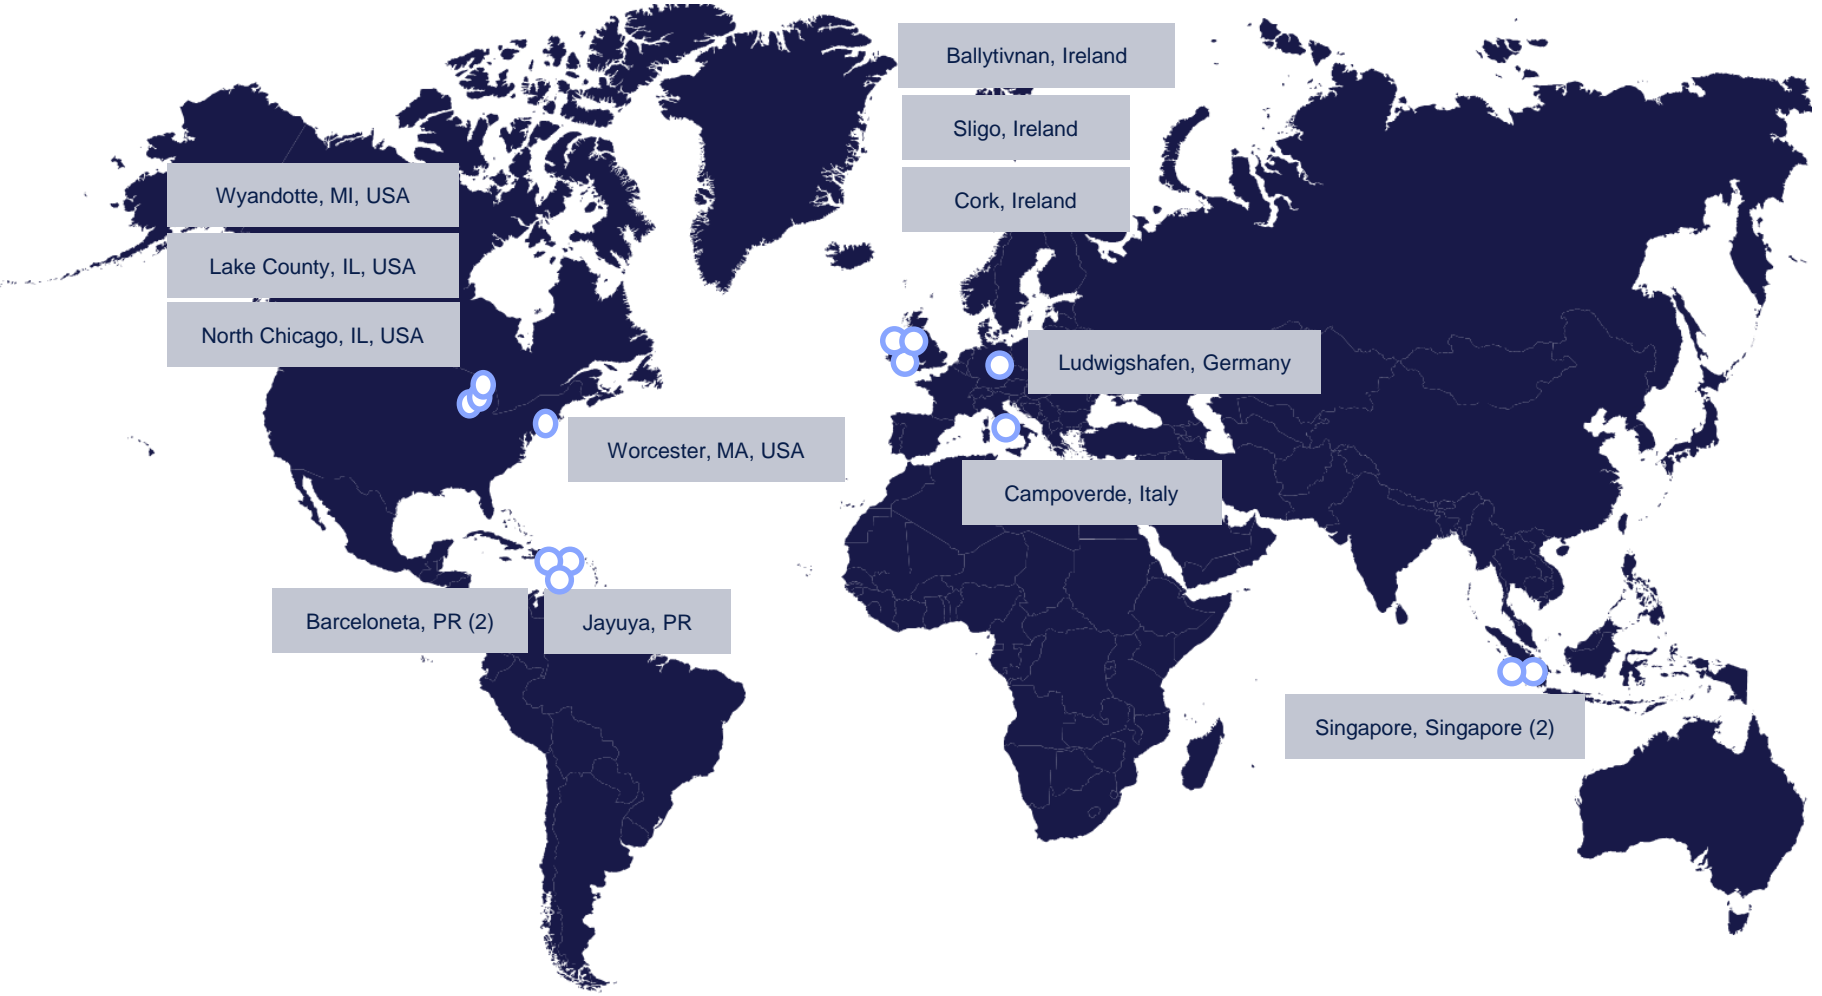 Ballytivnan, Ireland
Sligo, Ireland
Cork, Ireland
Wyandotte, MI, USA
Lake County, IL, USA
North Chicago, IL, USA
Ludwigshafen, Germany
Worcester, MA, USA
Campoverde, Italy
Barceloneta, PR (2)
Jayuya, PR
Singapore, Singapore (2)